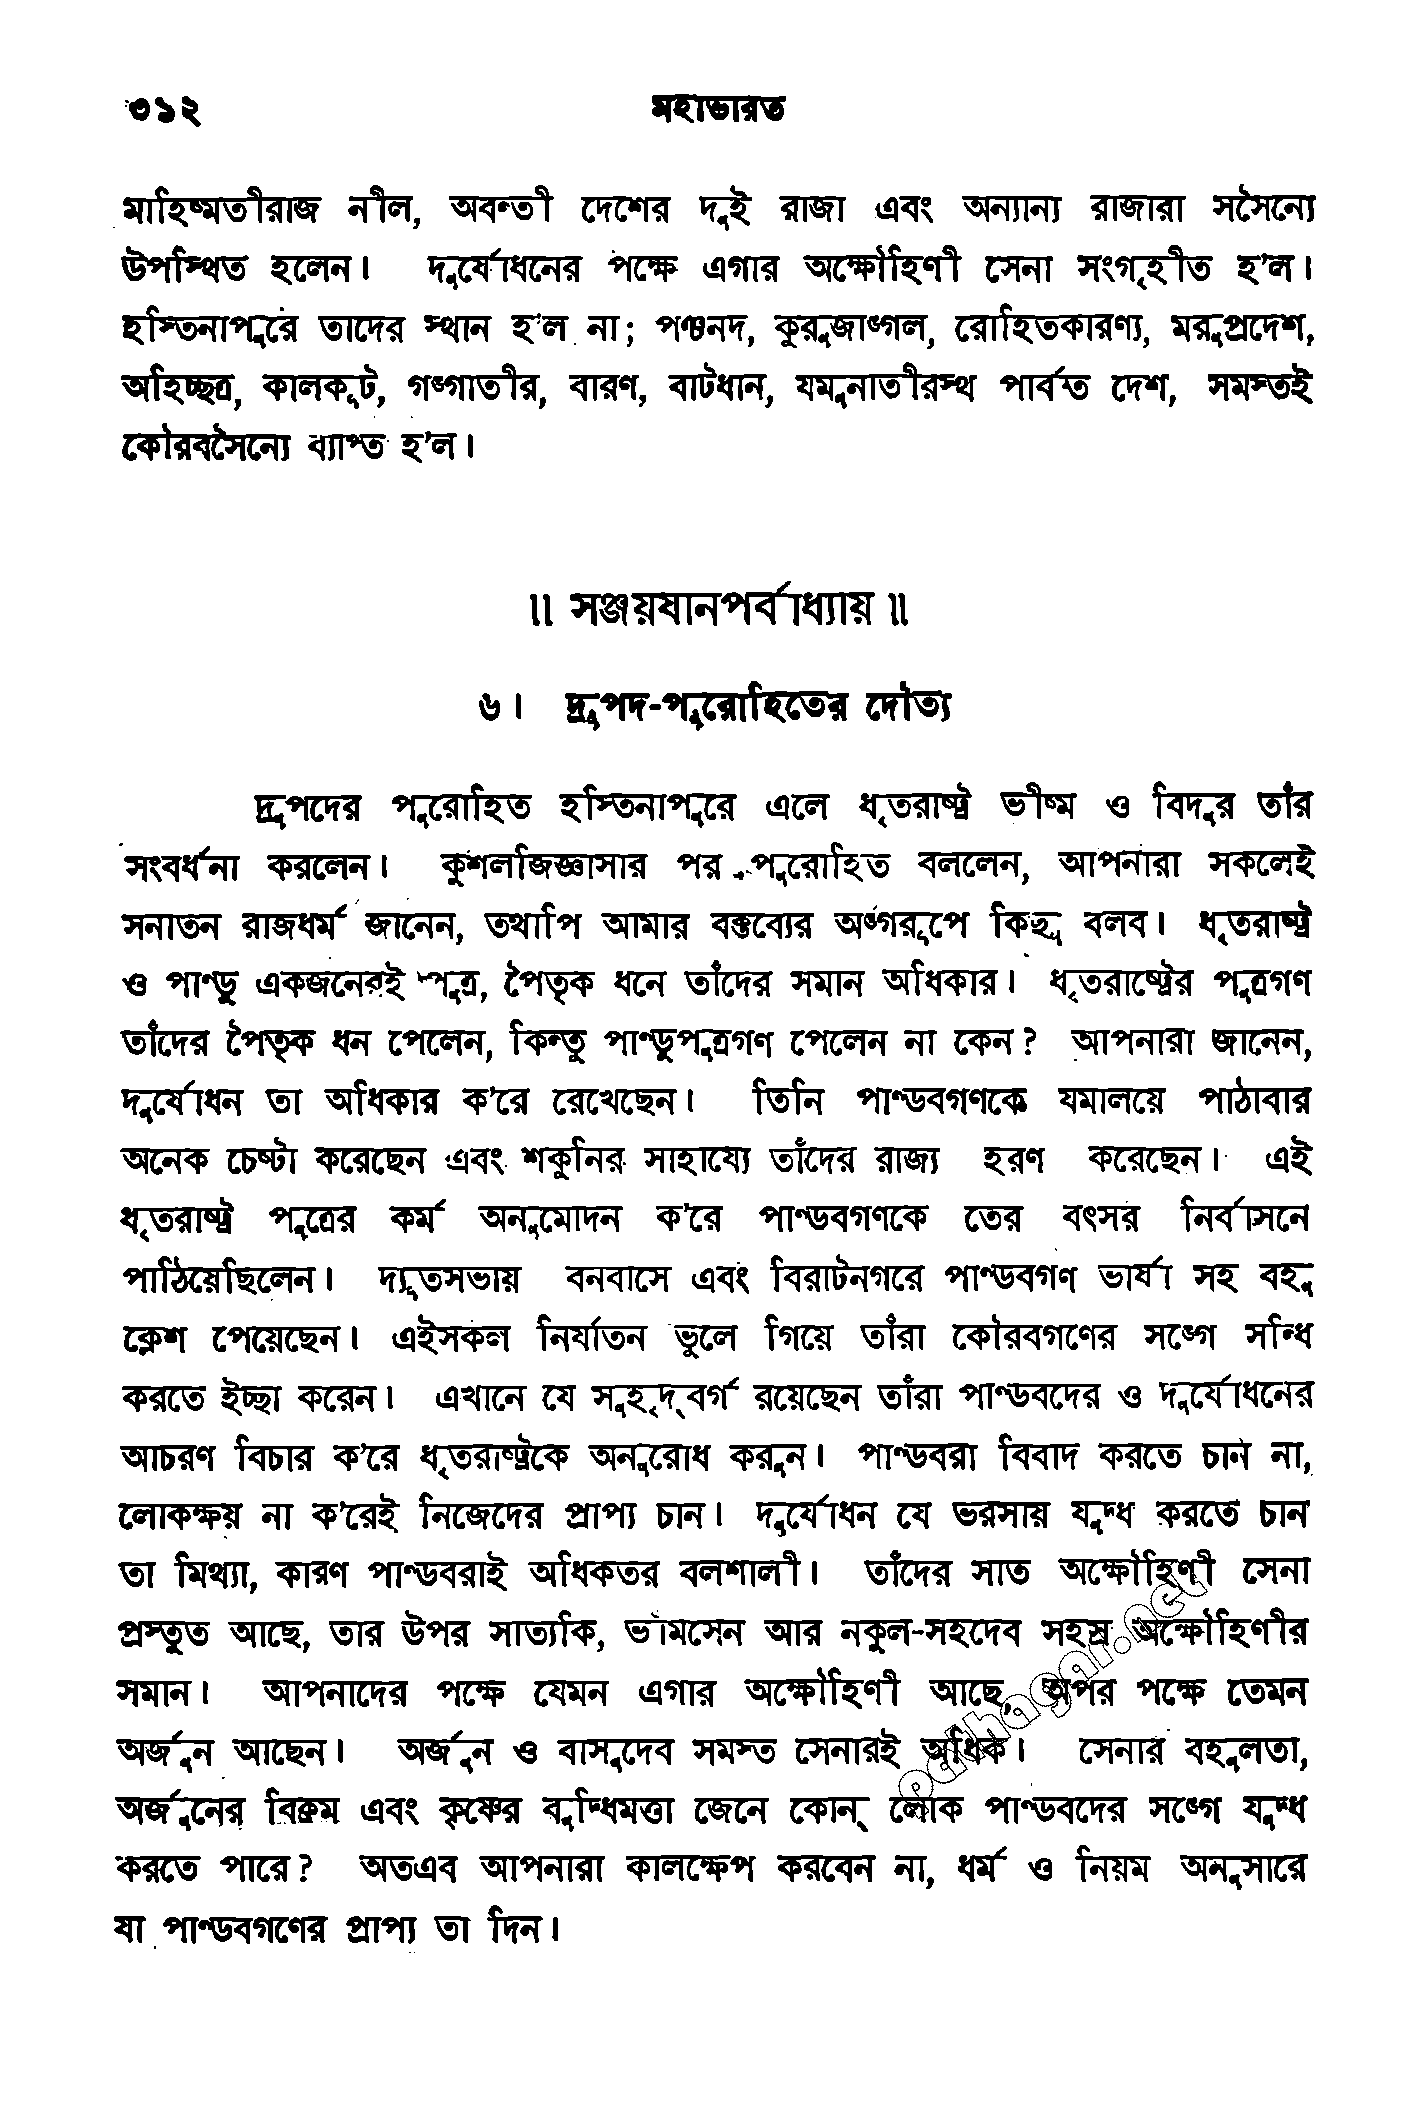 ৩১২ মহাভারত
মাহিষ্মতীরাজ নীল, অবন্তী দেশের দুই রাজা এবং অন্যান্য রাজারা সসৈন্যে
উপস্থিত হলেন। দুর্যোধনের পক্ষে এগার অক্ষৌহিণী সেনা সংগৃহীত হ'ল।
হস্তিনাপুরে তাদের স্থান হ'ল না; পঞ্চনদ, কুরুজাঙ্গল, রোহিতকারণ্য, মরুপ্রদেশ,
অহিচ্ছত্র, কালকূট, গঙ্গাতীর, বারণ, বাটধান, যমুনাতীরস্থ পার্বত দেশ, সমস্তই
কৌরবসৈন্যে ব্যাপ্ত হ'ল।
॥ সঞ্জয়যানপর্বাধ্যায় ॥
৬। দ্রুপদ-পুরোহিতের দৌত্য
দ্রুপদের পুরোহিত হস্তিনাপুরে এলে ধৃতরাষ্ট্র ভীষ্ম ও বিদুর তাঁর
সংবর্ধনা করলেন। কুশলজিজ্ঞাসার পর পুরোহিত বললেন, আপনারা সকলেই
সনাতন রাজধর্ম জানেন, তথাপি আমার বক্তব্যের অঙ্গরূপে কিছু বলব। ধৃতরাষ্ট্র
ও পাণ্ডু একজনেরই পুত্র, পৈতৃক ধনে তাঁদের সমান অধিকার। ধৃতরাষ্ট্রের পুত্রগণ
তাঁদের পৈতৃক ধন পেলেন, কিন্তু পাণ্ডুপুত্রগণ পেলেন না কেন? আপনারা জানেন,
দুর্যোধন তা অধিকার ক'রে রেখেছেন। তিনি পাণ্ডবগণকে যমালয়ে পাঠাবার
অনেক চেষ্টা করেছেন এবং শকুনির সাহায্যে তাঁদের রাজ্য হরণ করেছেন। এই
ধৃতরাষ্ট্র পুত্রের কর্ম অনুমোদন ক'রে পাণ্ডবগণকে তের বৎসর নির্বাসনে
পাঠিয়েছিলেন। দ্যূতসভায় বনবাসে এবং বিরাটনগরে পাণ্ডবগণ ভার্যা সহ বহু
ক্লেশ পেয়েছেন। এইসকল নির্যাতন ভুলে গিয়ে তাঁরা কৌরবগণের সঙ্গে সন্ধি
করতে ইচ্ছা করেন। এখানে যে সুহৃদ্‌বর্গ রয়েছেন তাঁরা পাণ্ডবদের ও দুর্যোধনের
আচরণ বিচার ক'রে ধৃতরাষ্ট্রকে অনুরোধ করুন। পাণ্ডবরা বিবাদ করতে চান না,
লোকক্ষয় না ক'রেই নিজেদের প্রাপ্য চান। দুর্যোধন যে ভরসায় যুদ্ধ করতে চান
তা মিথ্যা, কারণ পাণ্ডবরাই অধিকতর বলশালী। তাঁদের সাত অক্ষৌহিণী সেনা
প্রস্তুত আছে, তার উপর সাত্যকি, ভীমসেন আর নকুল-সহদেব সহস্র অক্ষৌহিণীর
সমান। আপনাদের পক্ষে যেমন এগার অক্ষৌহিণী আছে, অপর পক্ষে তেমন
অর্জুন আছেন। অর্জুন ও বাসুদেব সমস্ত সেনারই অধিক। সেনার বহুলতা,
অর্জুনের বিক্রম এবং কৃষ্ণের বুদ্ধিমত্তা জেনে কোন্ লোক পাণ্ডবদের সঙ্গে যুদ্ধ
করতে পারে? অতএব আপনারা কালক্ষেপ করবেন না, ধর্ম ও নিয়ম অনুসারে
যা পাণ্ডবগণের প্রাপ্য তা দিন।
pathagar.net